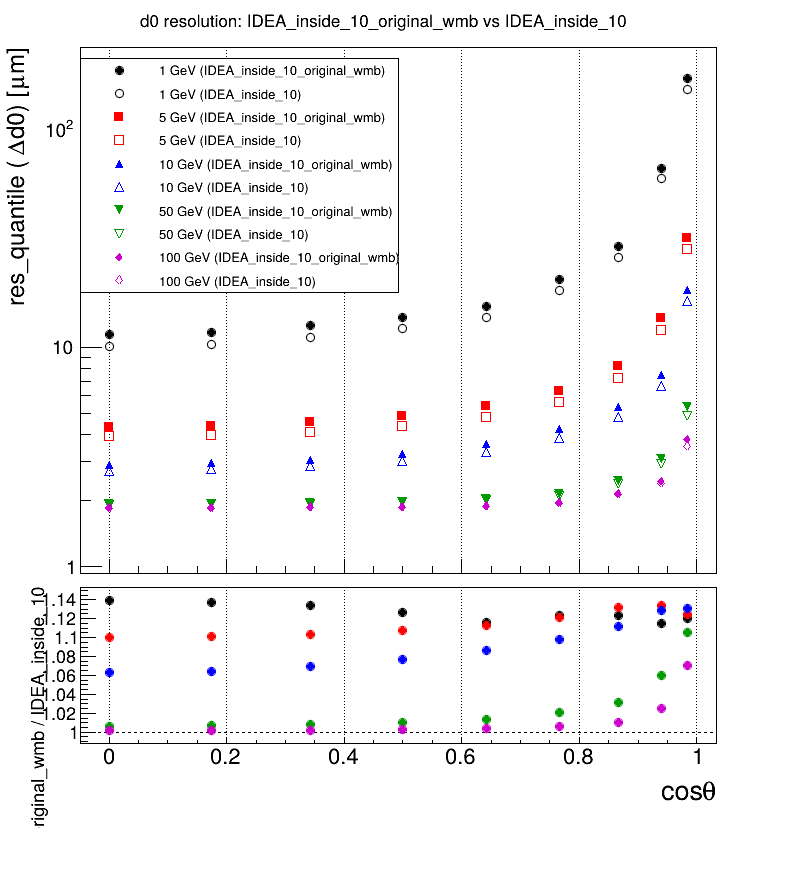 d0 resolution: IDEA_inside_10_original_wmb vs IDEA_inside_10
res_quantile ( Δd0) [μm]
10²
10
1
1 GeV (IDEA_inside_10_original_wmb)
1 GeV (IDEA_inside_10)
5 GeV (IDEA_inside_10_original_wmb)
5 GeV (IDEA_inside_10)
10 GeV (IDEA_inside_10_original_wmb)
10 GeV (IDEA_inside_10)
50 GeV (IDEA_inside_10_original_wmb)
50 GeV (IDEA_inside_10)
100 GeV (IDEA_inside_10_original_wmb)
100 GeV (IDEA_inside_10)
riginal_wmb / IDEA_inside_10
1.14
1.12
1.1
1.08
1.06
1.04
1.02
1
0 0.2 0.4 0.6 0.8 1
cosθ